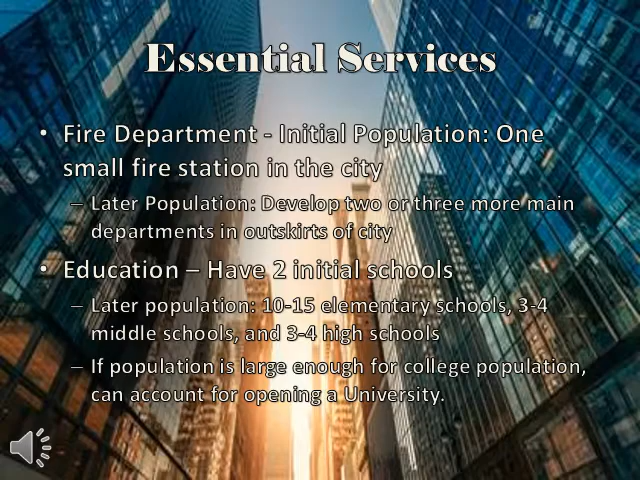 Essential Services
• Fire Department - Initial Population: One
small fire station in the city
– Later Population: Develop two or three more main
departments in outskirts of city
• Education – Have 2 initial schools
– Later population: 10-15 elementary schools, 3-4
middle schools, and 3-4 high schools
– If population is large enough for college population,
can account for opening a University.